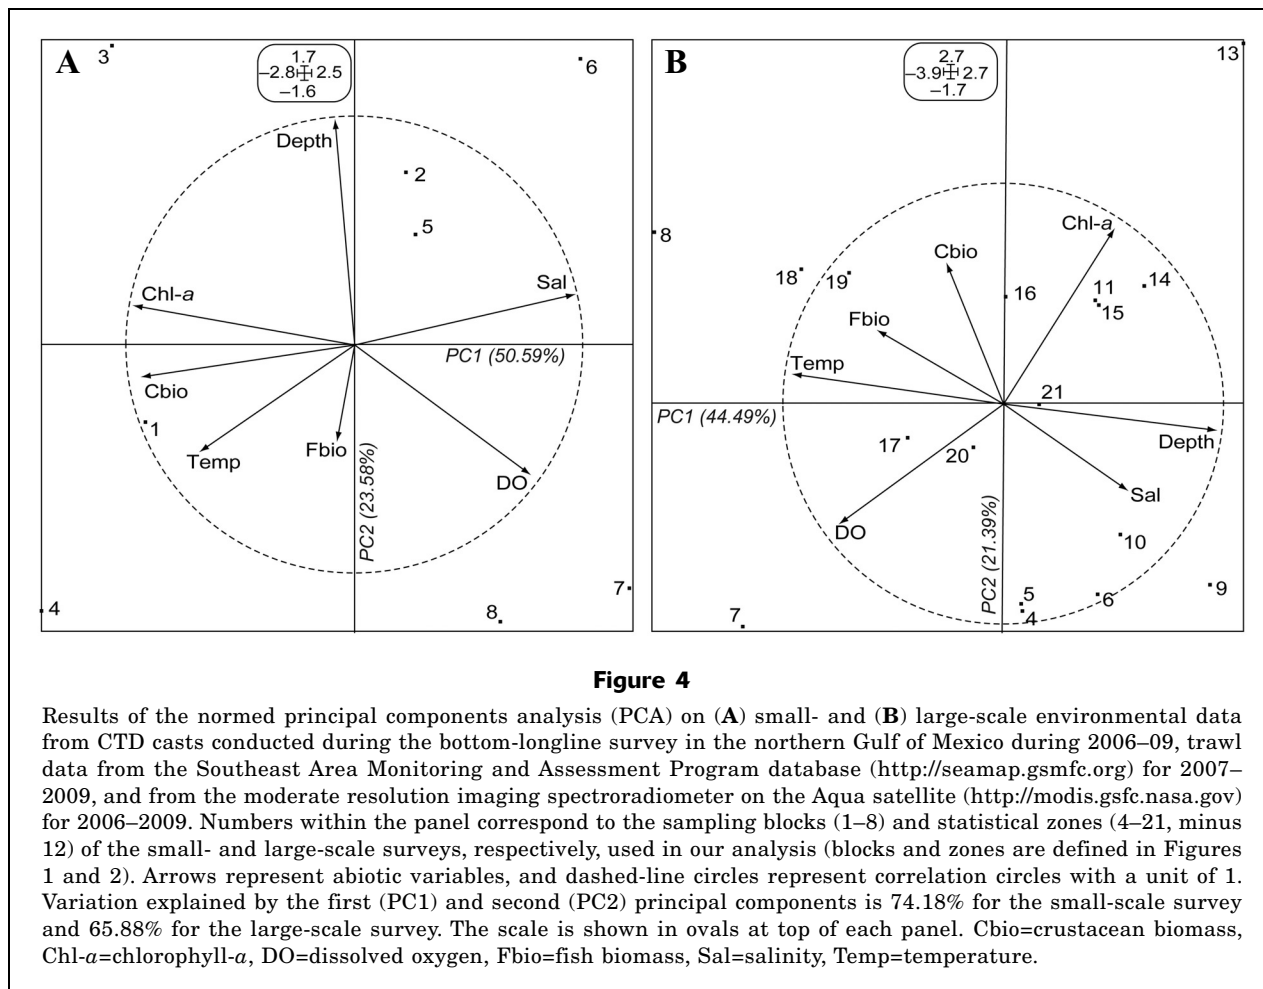 A
1.7
–2.8 2.5
–1.6
3
6
Depth
2
5
Sal
Chl-a
PC1 (50.59%)
Cbio
1
Temp
Fbio
DO
PC2 (23.58%)
4
7
8
B
2.7
–3.9 2.7
–1.7
13
8
Chl-a
Cbio
18
19
16
11
14
15
Fbio
Temp
21
PC1 (44.49%)
Depth
17
20
Sal
DO
PC2 (21.39%)
10
5
6
9
4
7
Figure 4
Results of the normed principal components analysis (PCA) on (A) small- and (B) large-scale environmental data
from CTD casts conducted during the bottom-longline survey in the northern Gulf of Mexico during 2006–09, trawl
data from the Southeast Area Monitoring and Assessment Program database (http://seamap.gsmfc.org) for 2007–
2009, and from the moderate resolution imaging spectroradiometer on the Aqua satellite (http://modis.gsfc.nasa.gov)
for 2006–2009. Numbers within the panel correspond to the sampling blocks (1–8) and statistical zones (4–21, minus
12) of the small- and large-scale surveys, respectively, used in our analysis (blocks and zones are defined in Figures
1 and 2). Arrows represent abiotic variables, and dashed-line circles represent correlation circles with a unit of 1.
Variation explained by the first (PC1) and second (PC2) principal components is 74.18% for the small-scale survey
and 65.88% for the large-scale survey. The scale is shown in ovals at top of each panel. Cbio=crustacean biomass,
Chl-a=chlorophyll-a, DO=dissolved oxygen, Fbio=fish biomass, Sal=salinity, Temp=temperature.